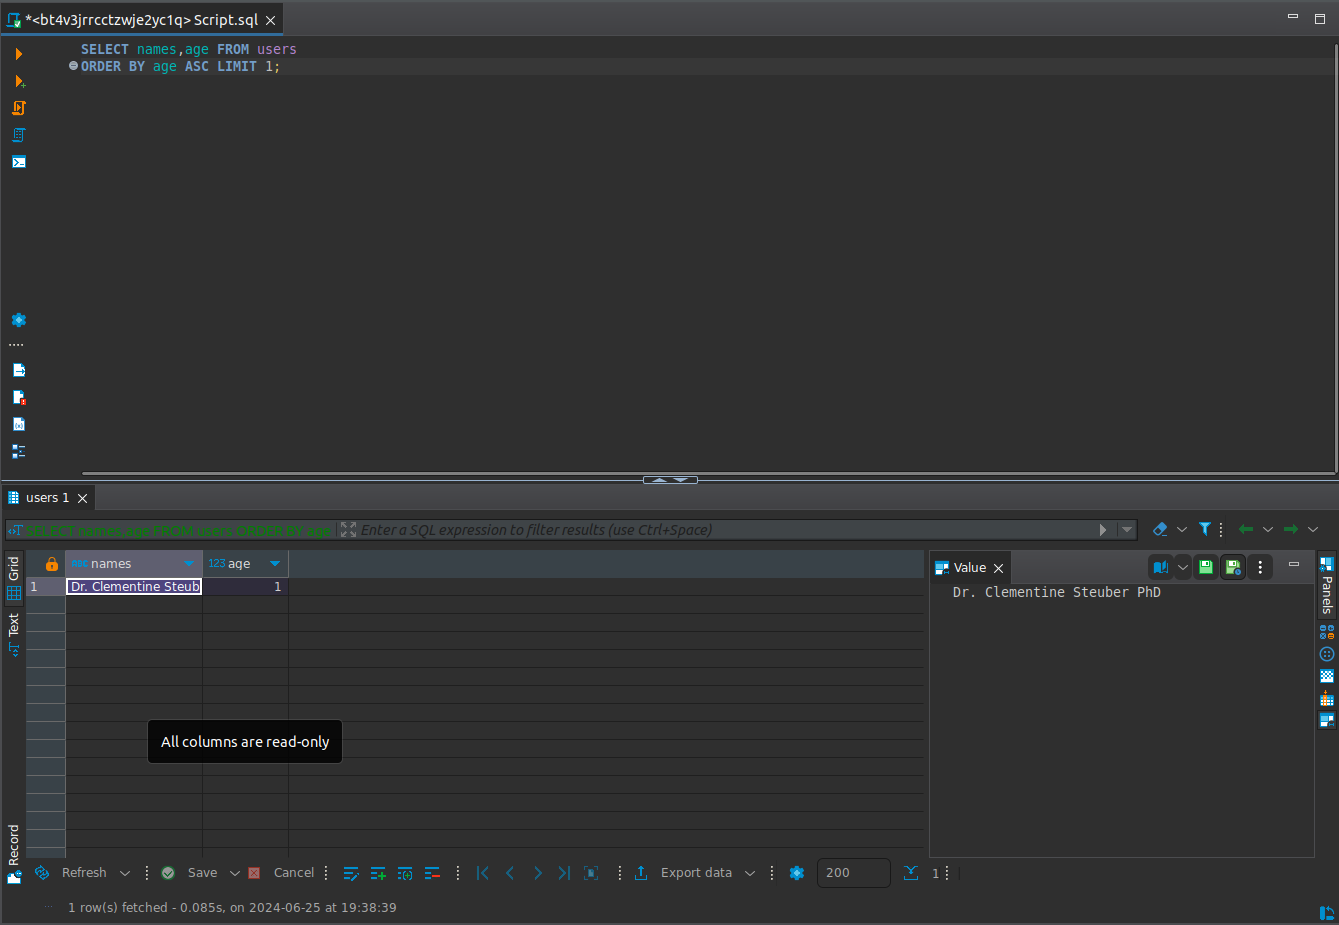 *<bt4v3jrrcctzwje2yc1q> Script.sql
SELECT names,age FROM users
ORDER BY age ASC LIMIT 1;
users 1
SELECT names,age FROM users ORDER BY age
Enter a SQL expression to filter results (use Ctrl+Space)
Grid
Text
Record
ABC names
123 age
1
Dr. Clementine Steub
1
Value
Dr. Clementine Steuber PhD
Panels
All columns are read-only
Refresh
Save
Cancel
Export data
200
1
1 row(s) fetched - 0.085s, on 2024-06-25 at 19:38:39